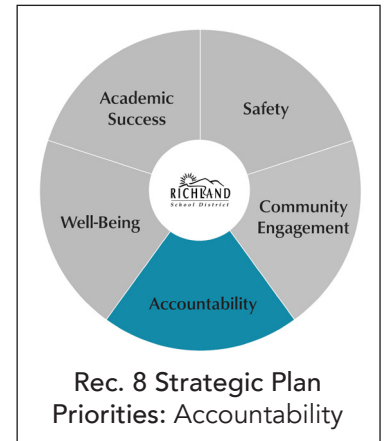 Academic
Success
Safety
RICHLAND
School District
Well-Being
Community
Engagement
Accountability
Rec. 8 Strategic Plan
Priorities: Accountability